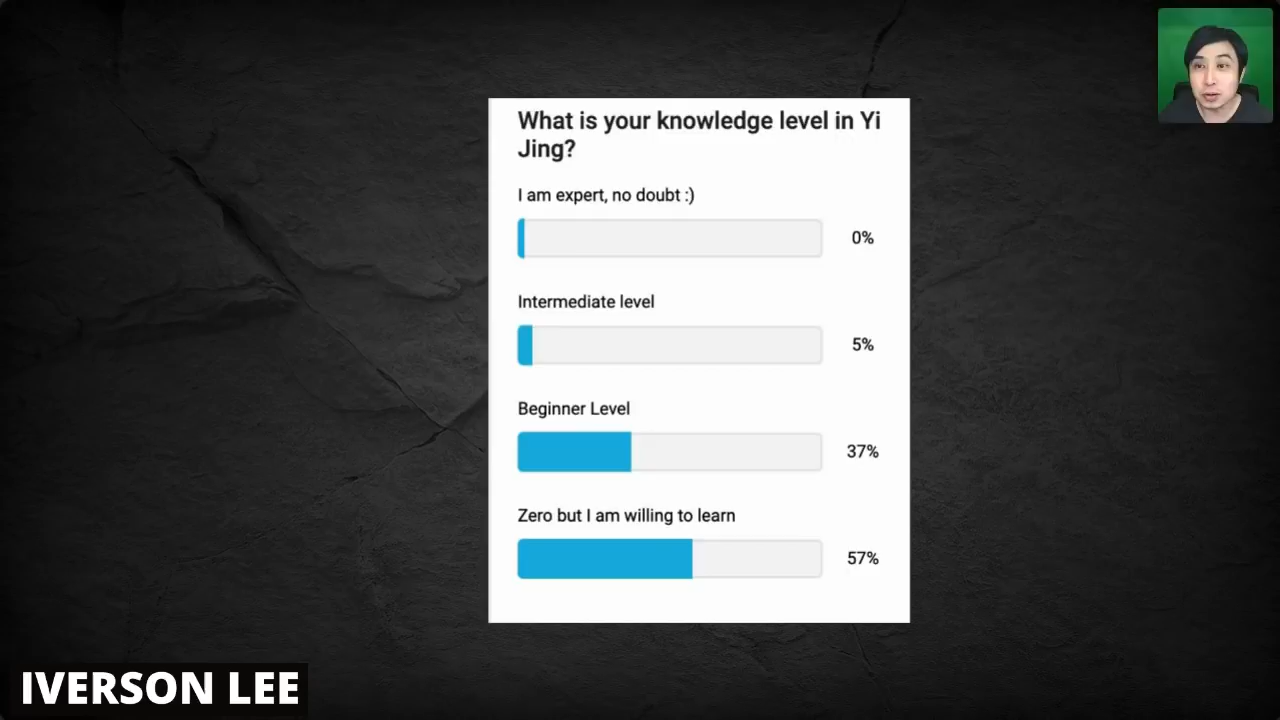 What is your knowledge level in Yi
Jing?
I am expert, no doubt :)
0%
Intermediate level
5%
Beginner Level
37%
Zero but I am willing to learn
57%
IVERSON LEE